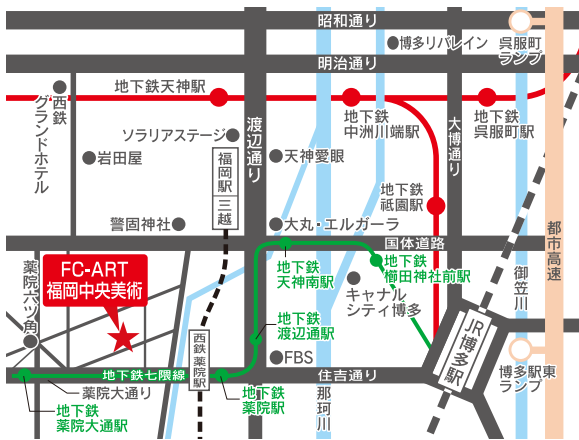 昭和通り
博多リバレイン
呉服町
ランプ
明治通り
地下鉄天神駅
西鉄
グランドホテル
地下鉄
中洲川端駅
地下鉄
呉服町駅
渡辺通り
大博通り
ソラリアステージ
岩田屋
福岡駅
三越
天神愛眼
地下鉄
祇園駅
警固神社
大丸・エルガーラ
都市高速
国体道路
FC-ART
福岡中央美術
薬院六ツ角
地下鉄
天神南駅
地下鉄
櫛田神社前駅
御笠川
キャナル
シティ博多
地下鉄
渡辺通駅
JR博多駅
西鉄薬院駅
FBS
博多駅東
ランプ
地下鉄七隈線
住吉通り
薬院大通り
地下鉄
薬院大通駅
地下鉄
薬院駅
那珂川